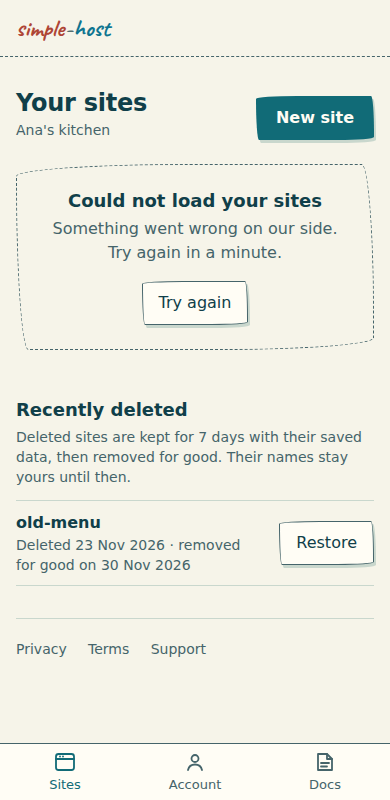 simple-host
Your sites
Ana's kitchen
New site
Could not load your sites
Something went wrong on our side.
Try again in a minute.
Try again
Recently deleted
Deleted sites are kept for 7 days with their saved
data, then removed for good. Their names stay
yours until then.
old-menu
Deleted 23 Nov 2026 · removed
for good on 30 Nov 2026
Restore
Privacy Terms Support
Sites Account Docs